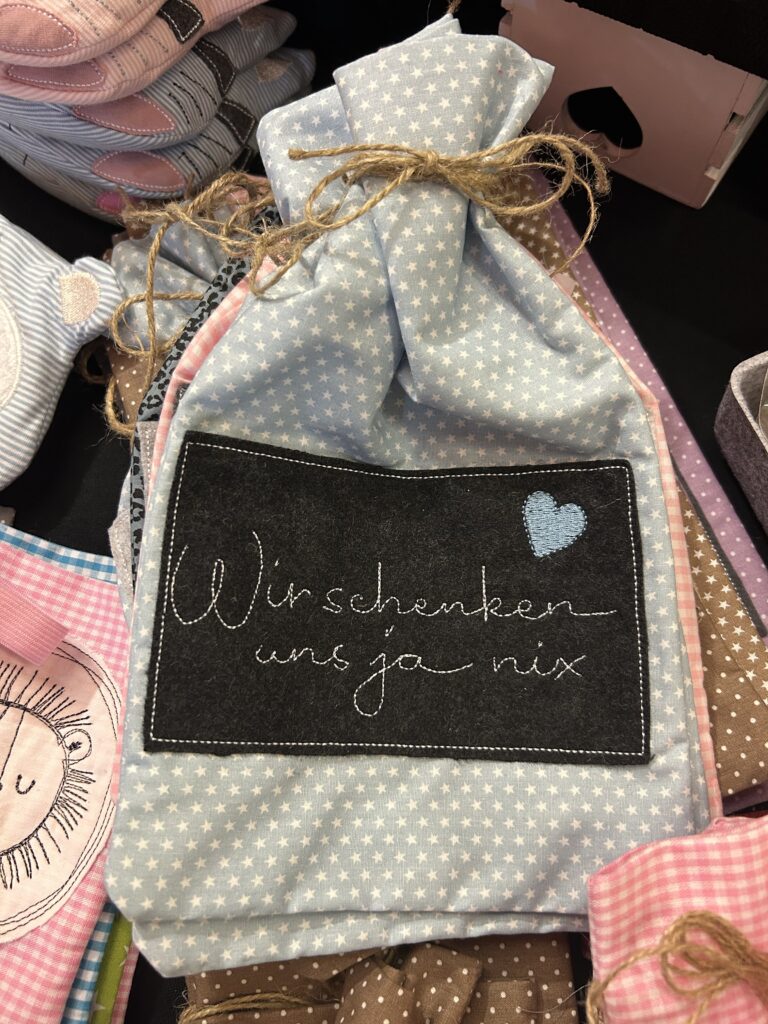 Wir schenken
uns ja nix